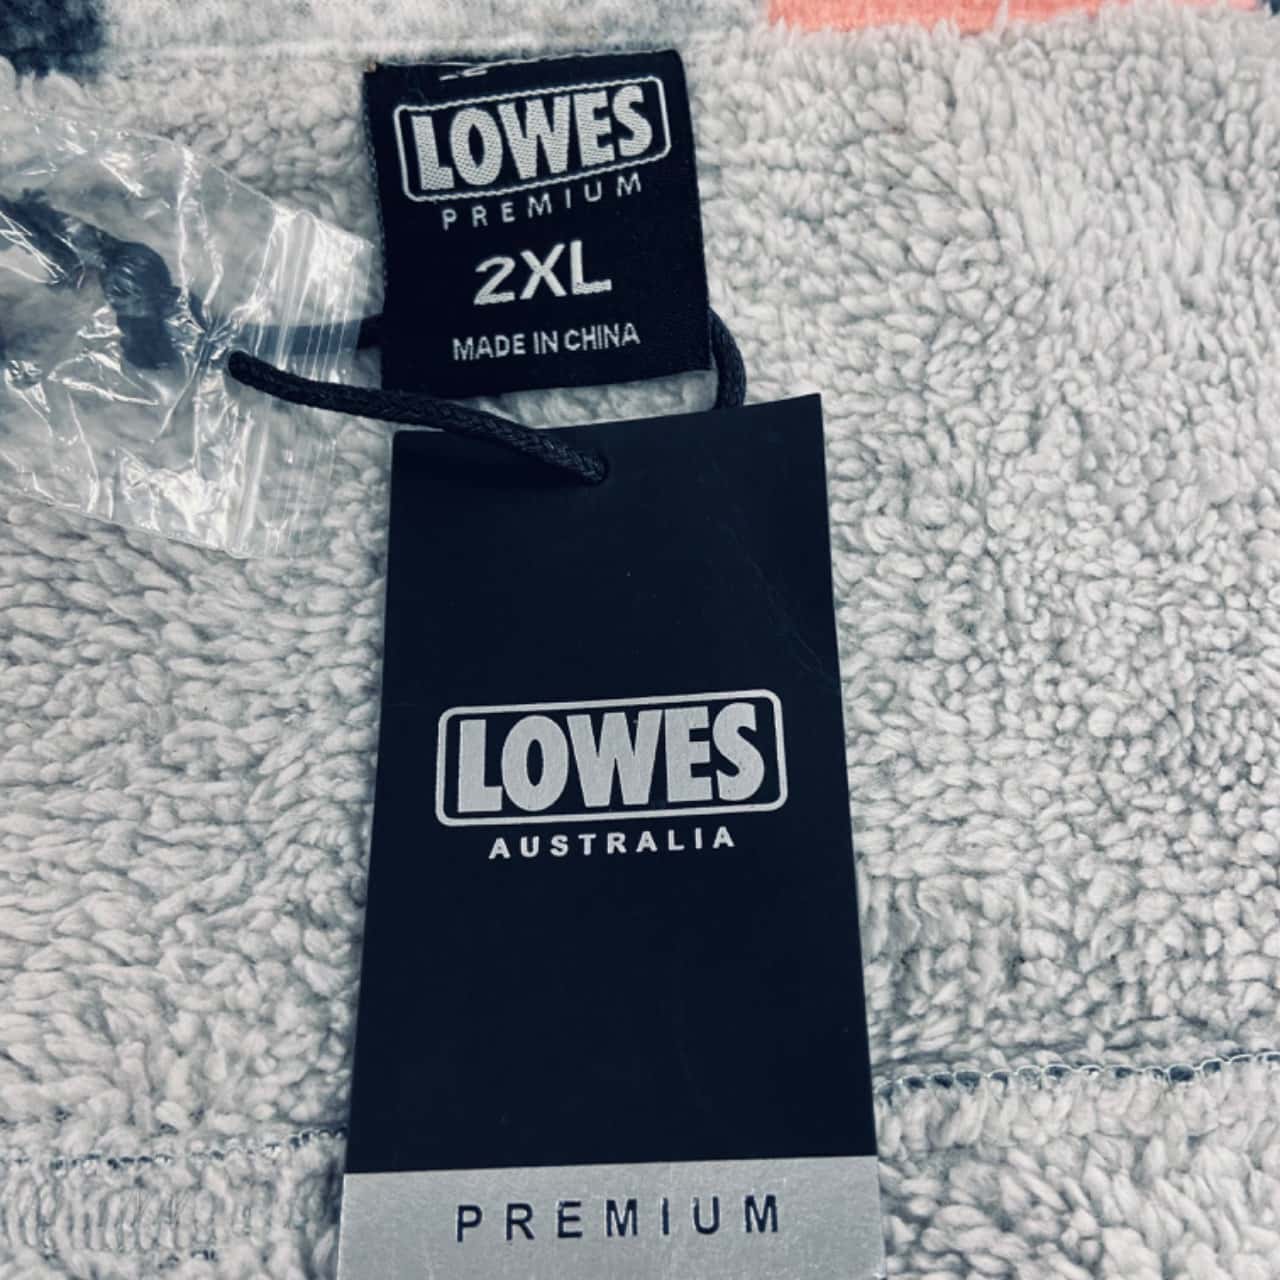 LOWES
PREMIUM
2XL
MADE IN CHINA
LOWES
AUSTRALIA
PREMIUM